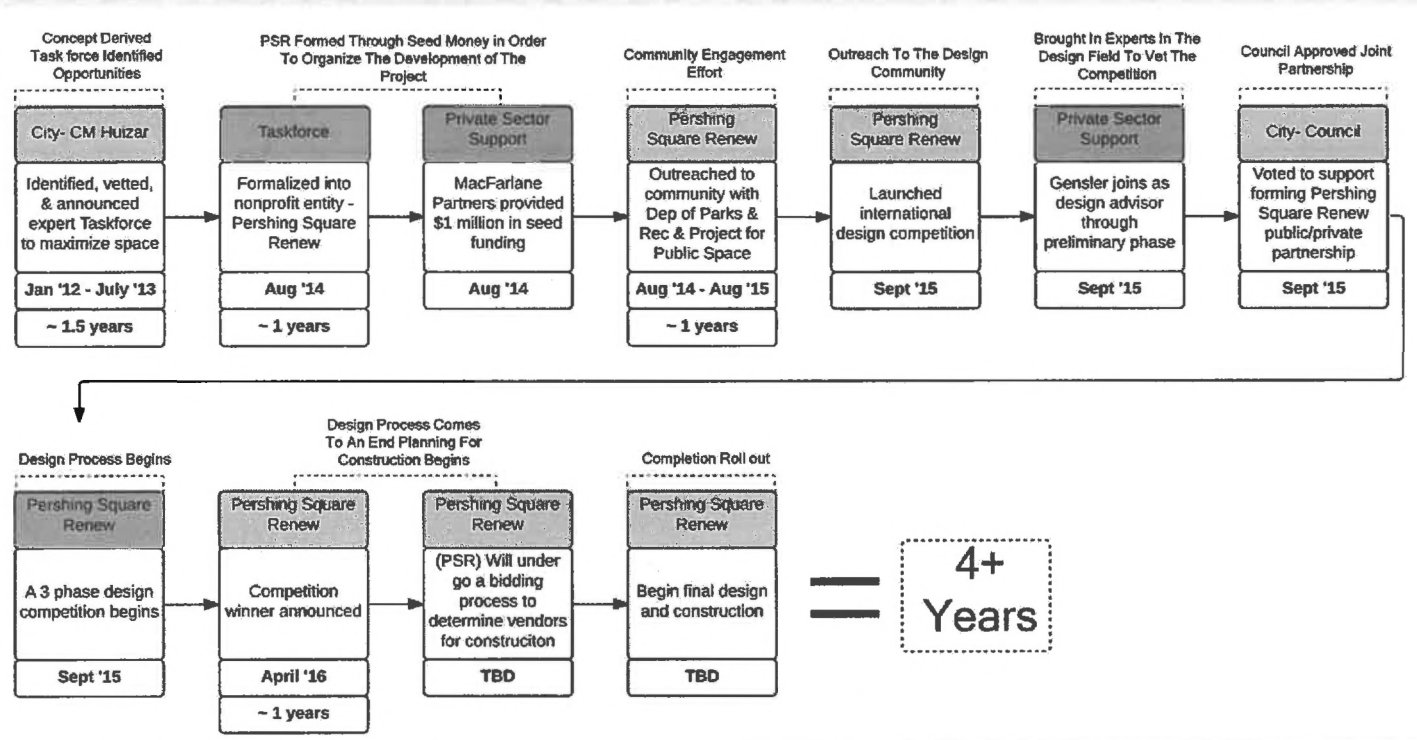 Concept Derived
Task force Identified
Opportunities
City- CM Huizar
Identified, vetted,
& announced
expert Taskforce
to maximize space
Jan '12 - July '13
~ 1.5 years
PSR Formed Through Seed Money in Order
To Organize The Development of The
Project
Taskforce
Formalized into
nonprofit entity -
Pershing Square
Renew
Aug '14
~ 1 years
Private Sector
Support
MacFarlane
Partners provided
$1 million in seed
funding
Aug '14
Community Engagement
Effort
Pershing
Square Renew
Outreached to
community with
Dep of Parks &
Rec & Project for
Public Space
Aug '14 - Aug '15
~ 1 years
Outreach To The Design
Community
Pershing
Square Renew
Launched
international
design competition
Sept '15
Brought In Experts In The
Design Field To Vet The
Competition
Private Sector
Support
Gensler joins as
design advisor
through
preliminary phase
Sept '15
Council Approved Joint
Partnership
City- Council
Voted to support
forming Pershing
Square Renew
public/private
partnership
Sept '15
Design Process Begins
Pershing Square
Renew
A 3 phase design
competition begins
Sept '15
Design Process Comes
To An End Planning For
Construction Begins
Pershing Square
Renew
Competition
winner announced
April '16
~ 1 years
Pershing Square
Renew
(PSR) Will under
go a bidding
process to
determine vendors
for construciton
TBD
Completion Roll out
Pershing Square
Renew
Begin final design
and construction
TBD
=
4+
Years